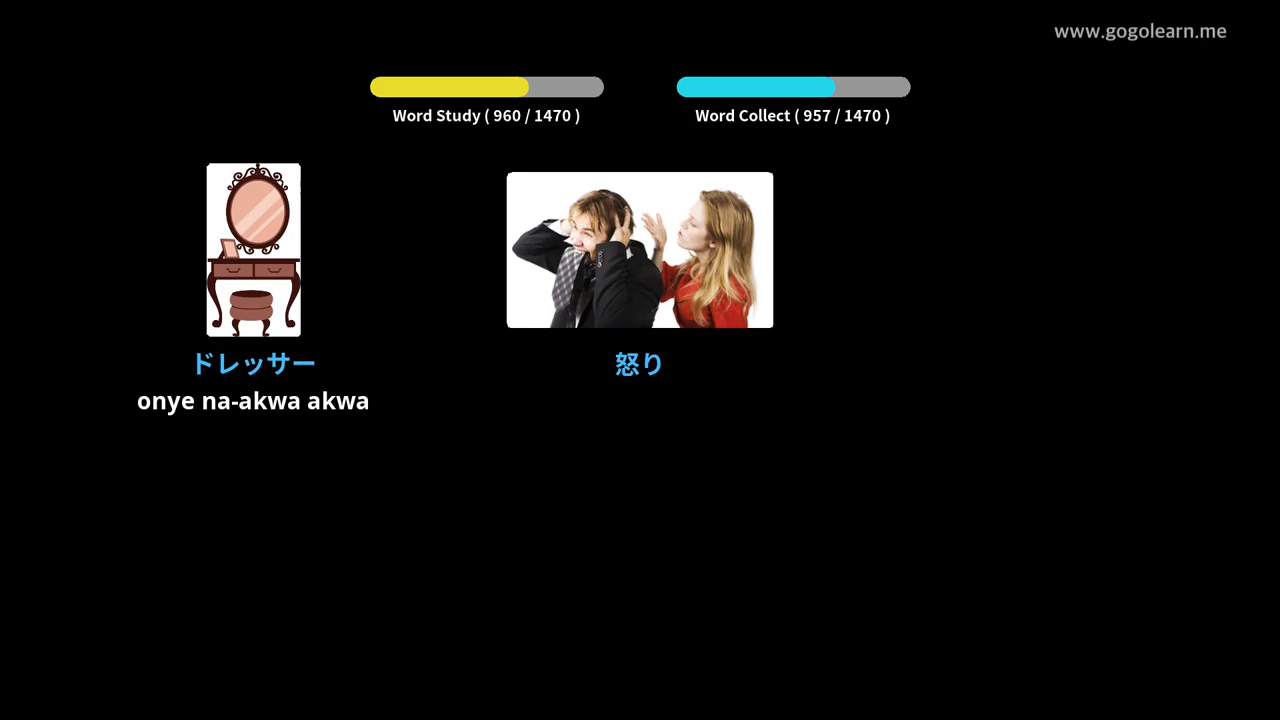 www.gogolearn.me
Word Study ( 960 / 1470 )
Word Collect ( 957 / 1470 )
ドレッサー
怒り
onye na-akwa akwa